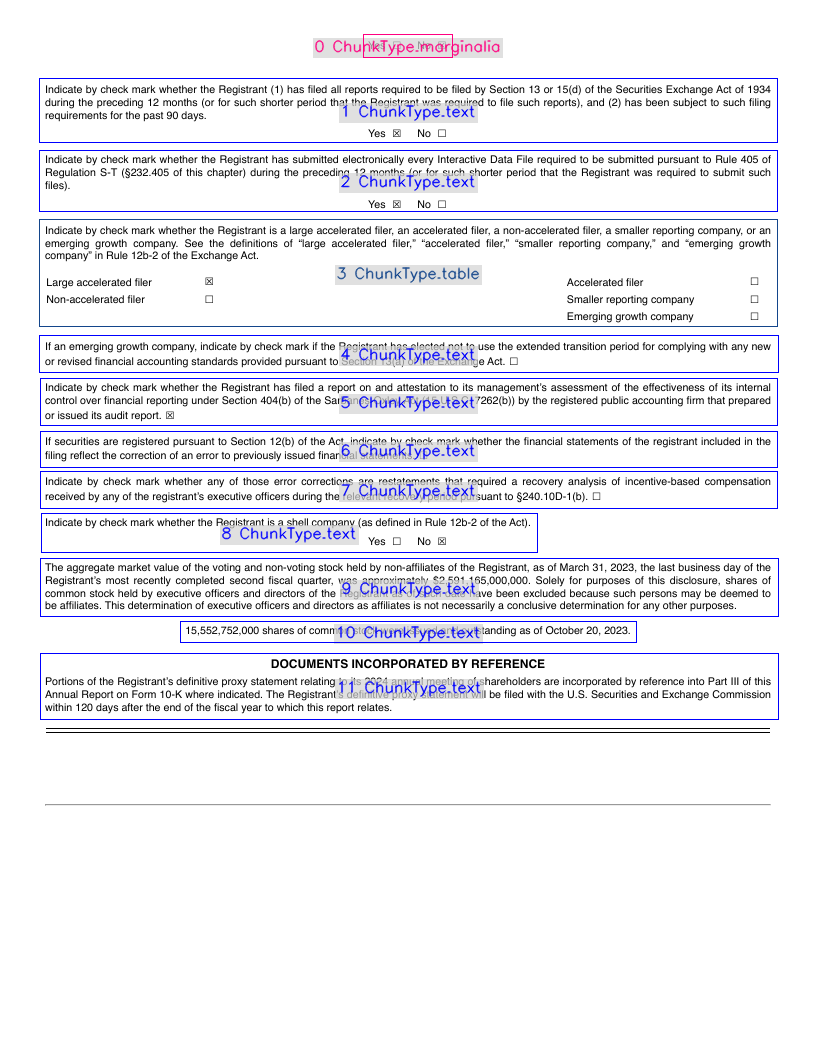 0 ChunkType.marginalia
Indicate by check mark whether the Registrant (1) has filed all reports required to be filed by Section 13 or 15(d) of the Securities Exchange Act of 1934
during the preceding 12 months (or for such shorter period that the Registrant was required to file such reports), and (2) has been subject to such filing
requirements for the past 90 days.
1 ChunkType.text
Yes ☒ No ☐
Indicate by check mark whether the Registrant has submitted electronically every Interactive Data File required to be submitted pursuant to Rule 405 of
Regulation S-T (§232.405 of this chapter) during the preceding 12 months (or for such shorter period that the Registrant was required to submit such
files).
2 ChunkType.text
Yes ☒ No ☐
Indicate by check mark whether the Registrant is a large accelerated filer, an accelerated filer, a non-accelerated filer, a smaller reporting company, or an
emerging growth company. See the definitions of “large accelerated filer,” “accelerated filer,” “smaller reporting company,” and “emerging growth
company” in Rule 12b-2 of the Exchange Act.
3 ChunkType.table
Large accelerated filer ☒ Accelerated filer ☐
Non-accelerated filer ☐ Smaller reporting company ☐
Emerging growth company ☐
If an emerging growth company, indicate by check mark if the Registrant has elected not to use the extended transition period for complying with any new
4 ChunkType.text
or revised financial accounting standards provided pursuant to Section 13(a) of the Exchange Act. ☐
Indicate by check mark whether the Registrant has filed a report on and attestation to its management’s assessment of the effectiveness of its internal
control over financial reporting under Section 404(b) of the 7262(b)) by the registered public accounting firm that prepared
5 ChunkType.text
or issued its audit report. ☒
If securities are registered pursuant to Section 12(b) of the Act, indicate by check mark whether the financial statements of the registrant included in the
6 ChunkType.text
filing reflect the correction of an error to previously issued financial statements.
Indicate by check mark whether any of those error corrections are restatements that required a recovery analysis of incentive-based compensation
7 ChunkType.text
received by any of the registrant’s executive officers during the relevant recovery period pursuant to §240.10D-1(b). ☐
Indicate by check mark whether the Registrant is a shell company (as defined in Rule 12b-2 of the Act).
8 ChunkType.text
Yes ☐ No ☒
The aggregate market value of the voting and non-voting stock held by non-affiliates of the Registrant, as of March 31, 2023, the last business day of the
Registrant’s most recently completed second fiscal quarter, was approximately $2,591,165,000,000. Solely for purposes of this disclosure, shares of
9 ChunkType.text
common stock held by executive officers and directors of the Registrant as of such date have been excluded because such persons may be deemed to
be affiliates. This determination of executive officers and directors as affiliates is not necessarily a conclusive determination for any other purposes.
15,552,752,000 shares of common stock were issued and outstanding as of October 20, 2023.
10 ChunkType.text
DOCUMENTS INCORPORATED BY REFERENCE
Portions of the Registrant’s definitive proxy statement relating to its 2024 annual meeting of shareholders are incorporated by reference into Part III of this
11 ChunkType.text
Annual Report on Form 10-K where indicated. The Registrant’s definitive proxy statement will be filed with the U.S. Securities and Exchange Commission
within 120 days after the end of the fiscal year to which this report relates.